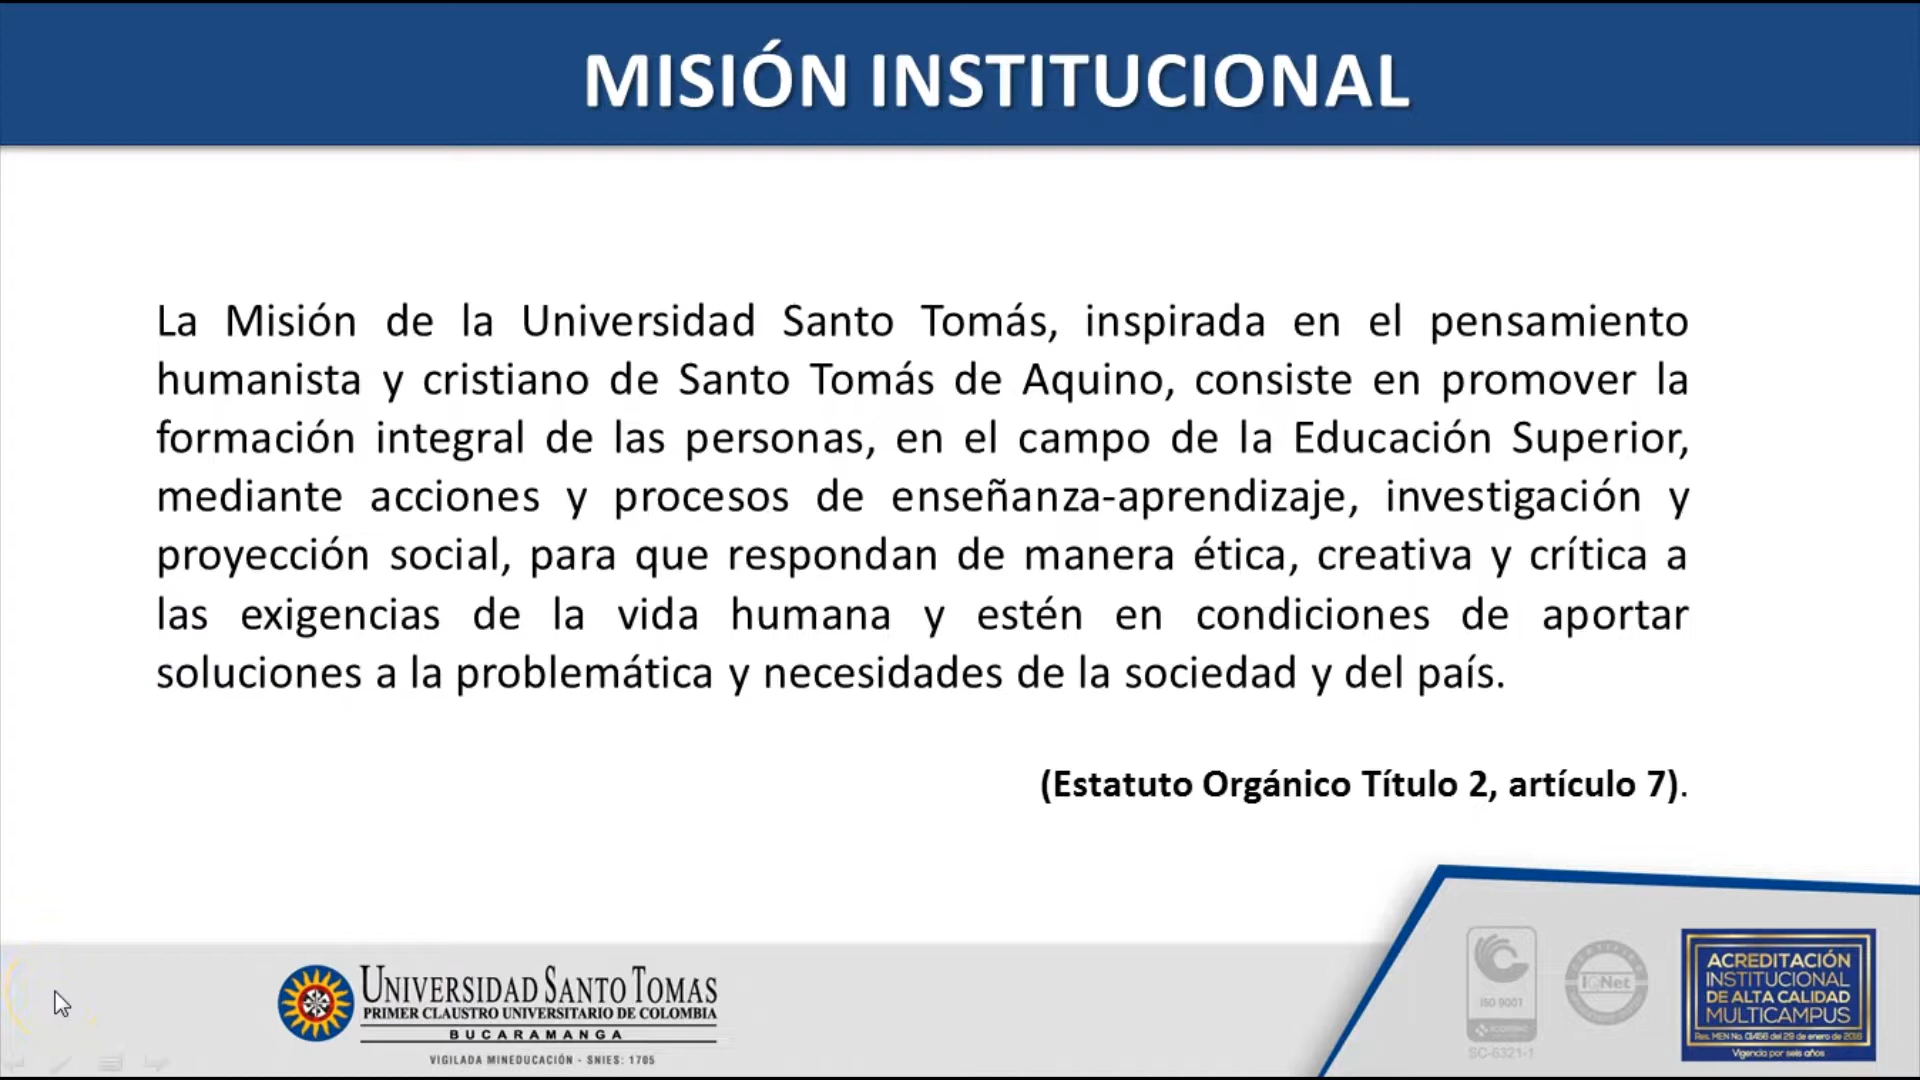 MISIÓN INSTITUCIONAL
La Misión de la Universidad Santo Tomás, inspirada en el pensamiento
humanista y cristiano de Santo Tomás de Aquino, consiste en promover la
formación integral de las personas, en el campo de la Educación Superior,
mediante acciones y procesos de enseñanza-aprendizaje, investigación y
proyección social, para que respondan de manera ética, creativa y crítica a
las exigencias de la vida humana y estén en condiciones de aportar
soluciones a la problemática y necesidades de la sociedad y del país.
(Estatuto Orgánico Título 2, artículo 7).
UNIVERSIDAD SANTO TOMAS
PRIMER CLAUSTRO UNIVERSITARIO DE COLOMBIA
BUCARAMANGA
VIGILADA MINEDUCACIÓN - SNIES: 1705
ISO 9001
SC-6321-1
IQNet
ACREDITACIÓN
INSTITUCIONAL
DE ALTA CALIDAD
MULTICAMPUS
Res. MEN No. 01456 del 29 de enero de 2016
Vigencia por seis años